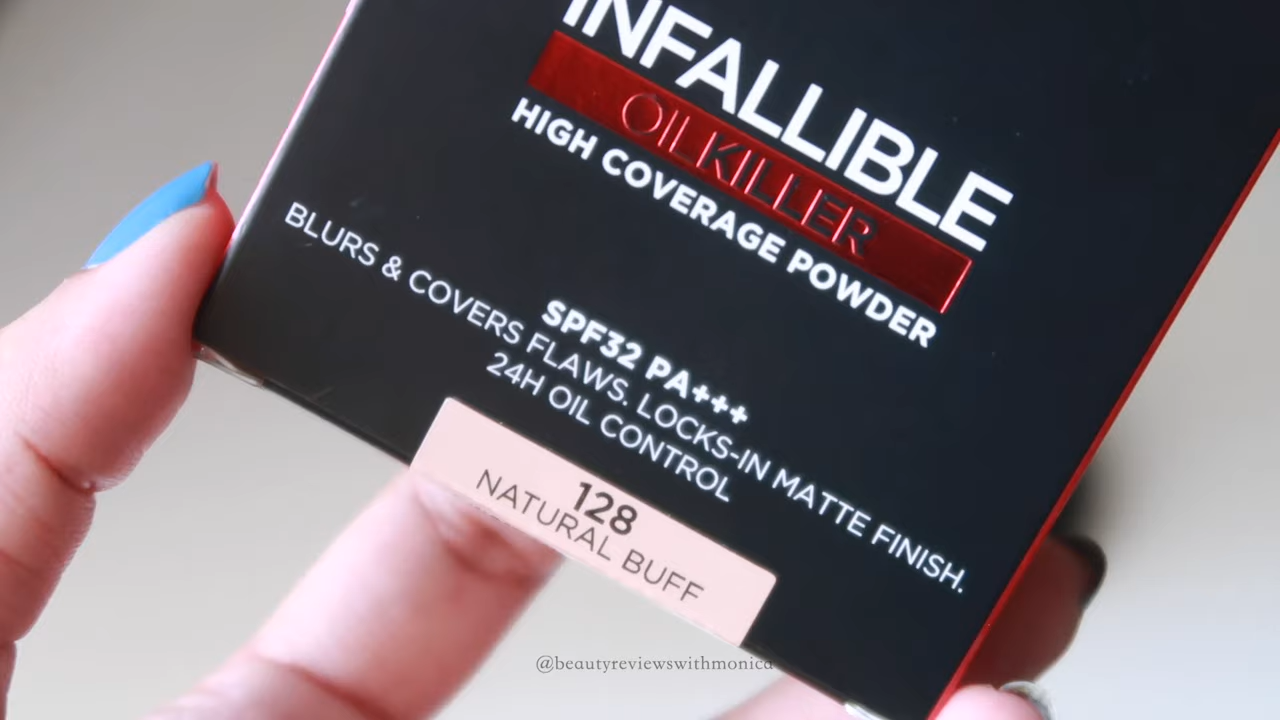 INFALLIBLE
OILKILLER
HIGH COVERAGE POWDER
SPF32 PA+++
BLURS & COVERS FLAWS. LOCKS-IN MATTE FINISH.
24H OIL CONTROL
128
NATURAL BUFF
@beautyreviewswithmonica